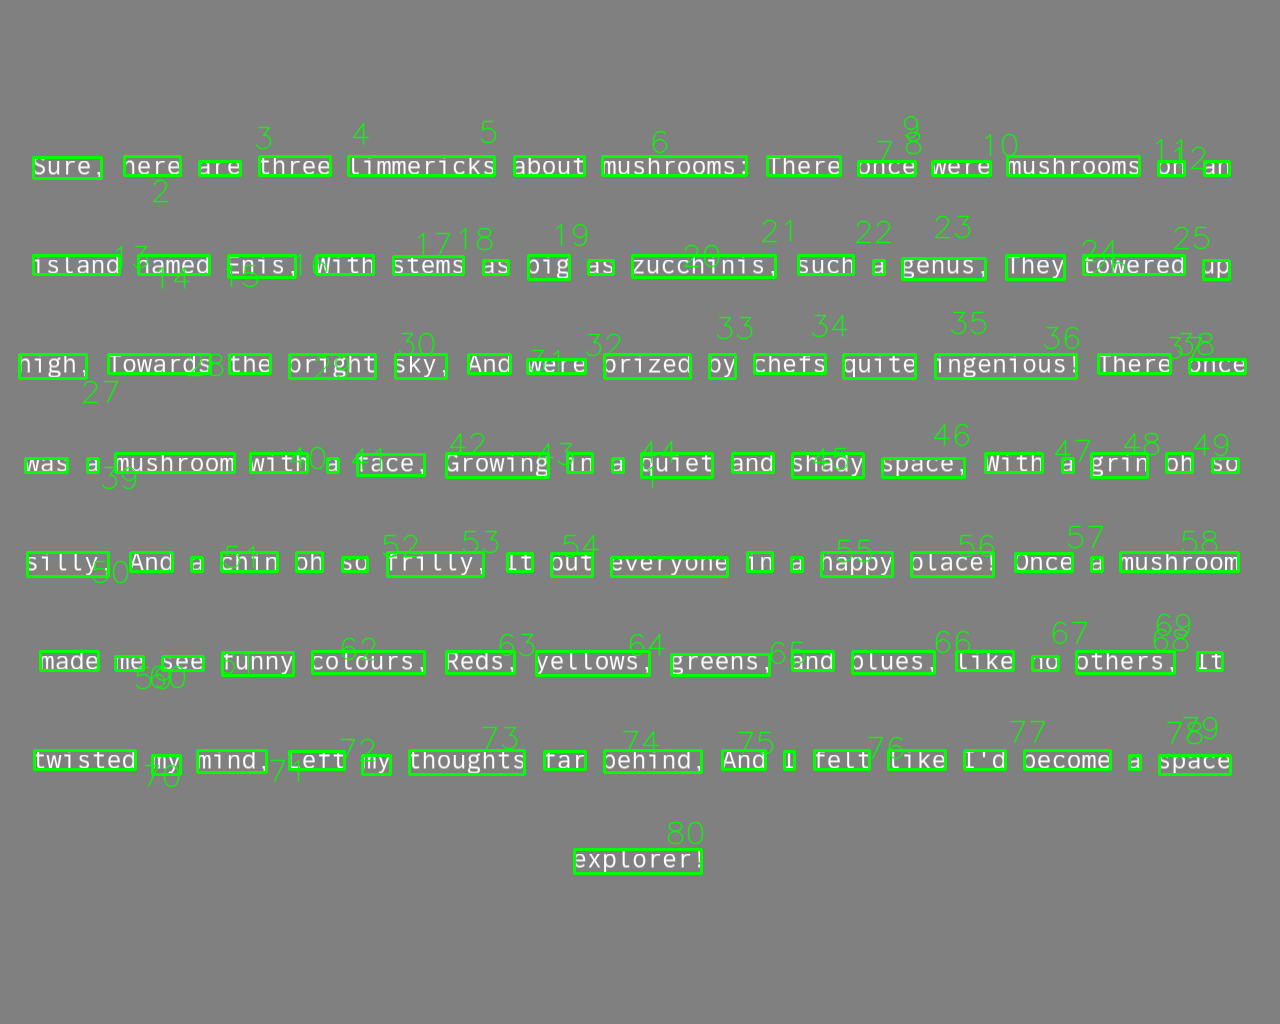 Sure, here are three limmericks about mushrooms: There once were mushrooms on an
island named Enis, With stems as big as zucchinis, such a genus, They towered up
high, Towards the bright sky, And were prized by chefs quite ingenious! There once
was a mushroom with a face, Growing in a quiet and shady space, With a grin oh so
silly, And a chin oh so frilly, It put everyone in a happy place! Once a mushroom
made me see funny colours, Reds, yellows, greens, and blues, like no others, It
twisted my mind, Left my thoughts far behind, And I felt like I'd become a space
explorer!